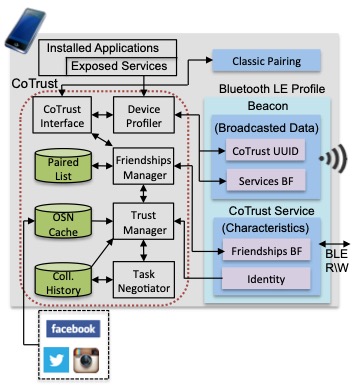 Installed Applications
Exposed Services
Classic Pairing
CoTrust
Bluetooth LE Profile
Beacon
(Broadcasted Data)
CoTrust
Interface
Device
Profiler
CoTrust UUID
Services BF
Paired
List
Friendships
Manager
OSN
Cache
Trust
Manager
CoTrust Service
(Characteristics)
Friendships BF
Identity
BLE
R\W
Coll.
History
Task
Negotiator
facebook